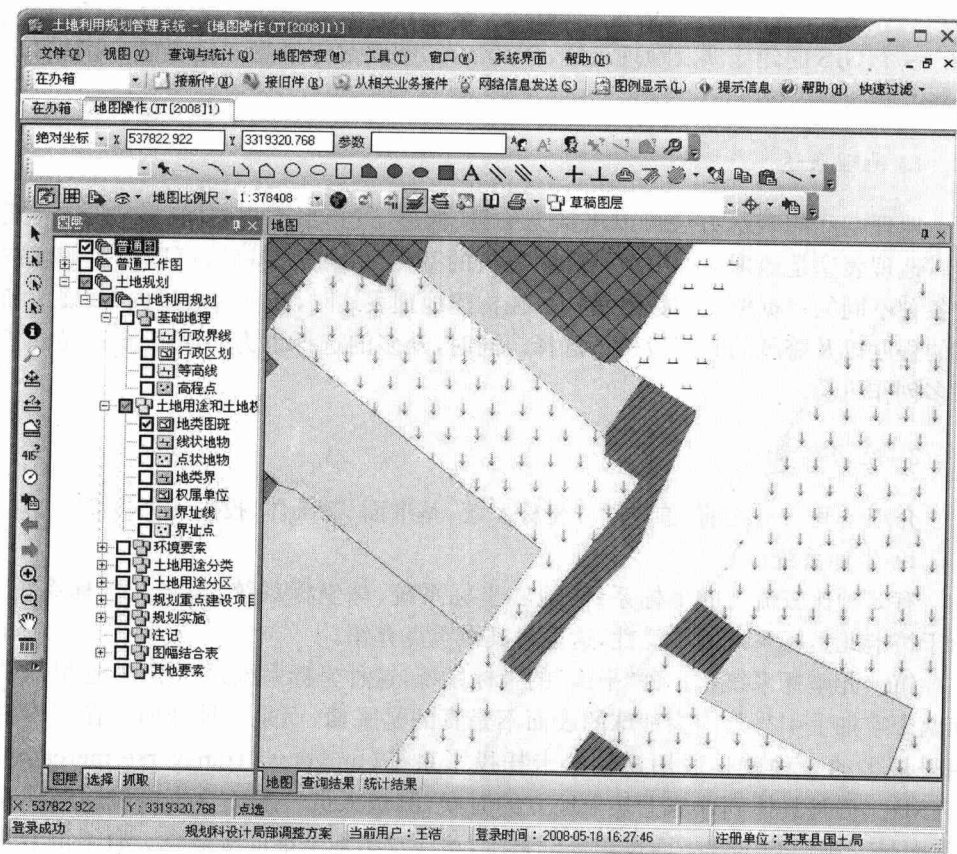 土地利用规划管理系统 - [地图操作(JT[2008]1)]
文件(F) 视图(V) 查询与统计(Q) 地图管理(M) 工具(T) 窗口(W) 系统界面 帮助(H)
在办箱 接新件(N) 接旧件(R) 从相关业务接件 网络信息发送(S) 图例显示(L) 提示信息 帮助(H) 快速过滤
在办箱 地图操作(JT[2008]1)
绝对坐标 X 537822.922 Y 3319320.768 参数
地图比例尺 1:378408 草稿图层
图层
地图
普通图
普通工作图
土地规划
土地利用规划
基础地理
行政界线
行政区划
等高线
高程点
土地用途和土地权
地类图斑
线状地物
点状地物
地类界
权属单位
界址线
界址点
环境要素
土地用途分类
土地用途分区
规划重点建设项目
规划实施
注记
图幅结合表
其他要素
图层 选择 抓取
地图 查询结果 统计结果
X: 537822.922 Y: 3319320.768 点选
登录成功 规划科设计局部调整方案 当前用户：王浩 登录时间：2008-05-18 16:27:46 注册单位：某某县国土局